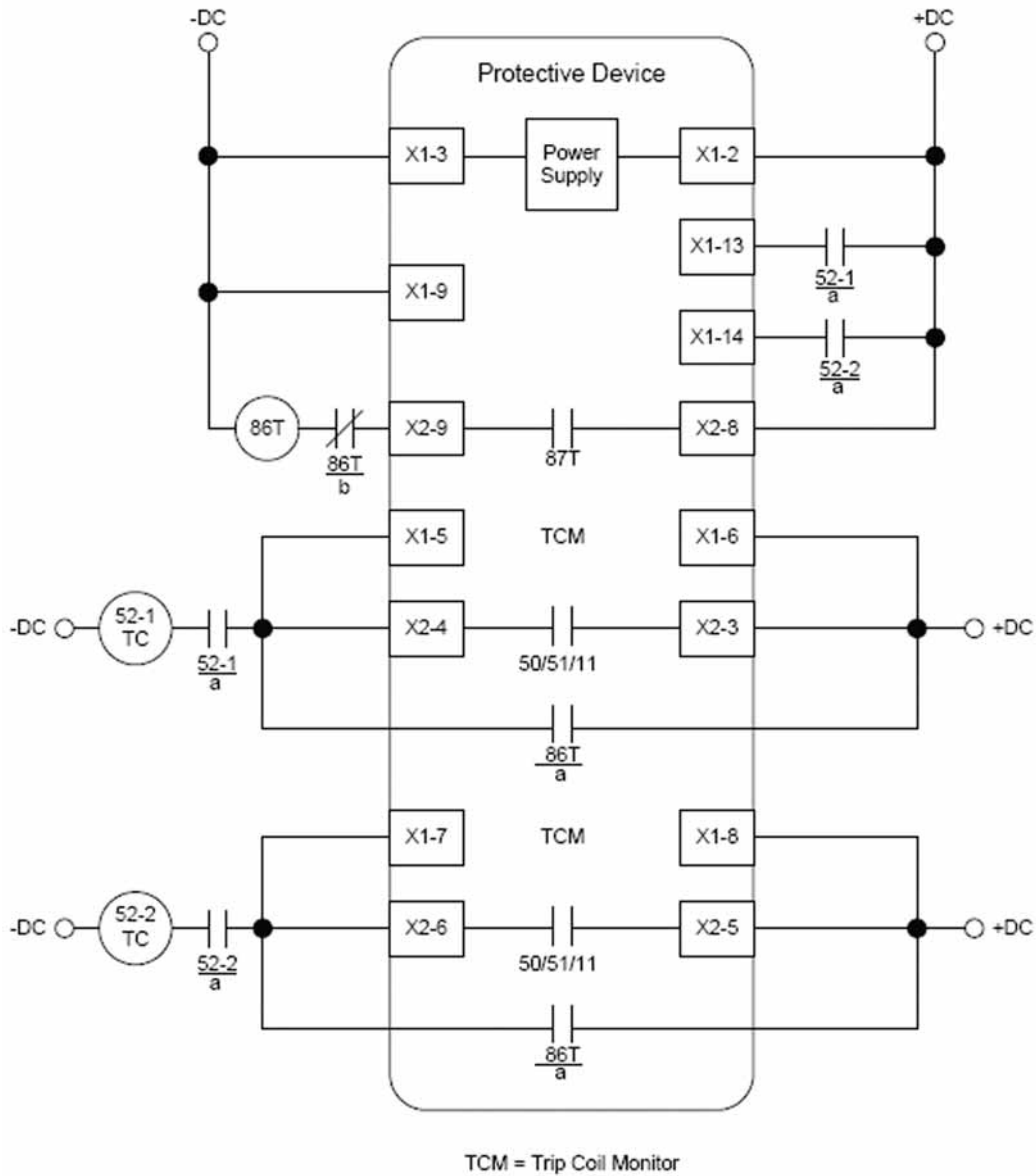 -DC
+DC
Protective Device
X1-3
Power
Supply
X1-2
X1-13
52-1
a
X1-9
X1-14
52-2
a
86T
86T
b
X2-9
87T
X2-8
X1-5
TCM
X1-6
-DC
52-1
TC
52-1
a
X2-4
50/51/11
X2-3
+DC
86T
a
X1-7
TCM
X1-8
-DC
52-2
TC
52-2
a
X2-6
50/51/11
X2-5
+DC
86T
a
TCM = Trip Coil Monitor